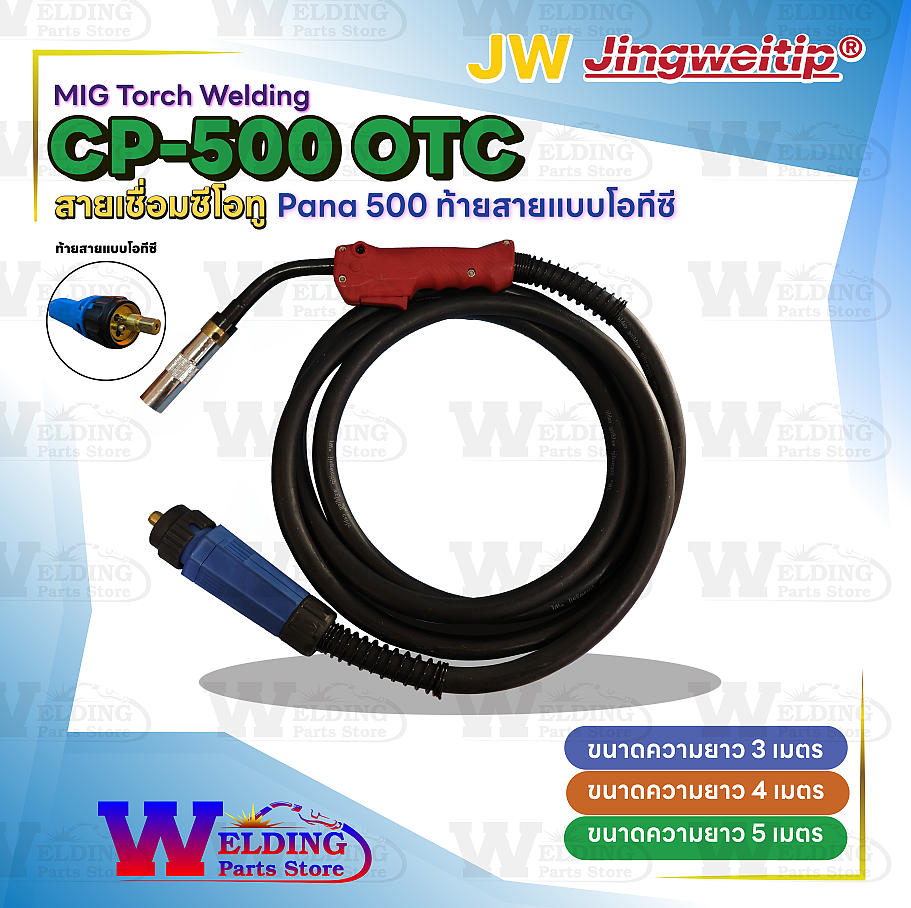 JW Jingweitip®
MIG Torch Welding
CP-500 OTC
สายเชื่อมซีโอทู Pana 500 ท้ายสายแบบโอทีซี
ท้ายสายแบบโอทีซี
ขนาดความยาว 3 เมตร
ขนาดความยาว 4 เมตร
ขนาดความยาว 5 เมตร
WELDING
Parts Store